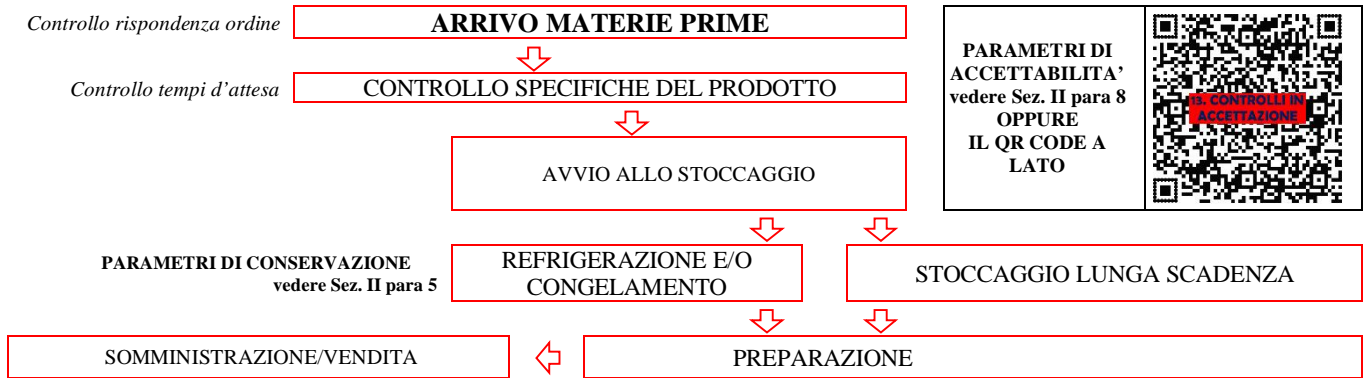 Controllo rispondenza ordine
ARRIVO MATERIE PRIME
Controllo tempi d'attesa
CONTROLLO SPECIFICHE DEL PRODOTTO
AVVIO ALLO STOCCAGGIO
PARAMETRI DI
ACCETTABILITA’
vedere Sez. II para 8
OPPURE
IL QR CODE A
LATO
13. CONTROLLI IN
ACCETTAZIONE
PARAMETRI DI CONSERVAZIONE
vedere Sez. II para 5
REFRIGERAZIONE E/O
CONGELAMENTO
STOCCAGGIO LUNGA SCADENZA
SOMMINISTRAZIONE/VENDITA
PREPARAZIONE